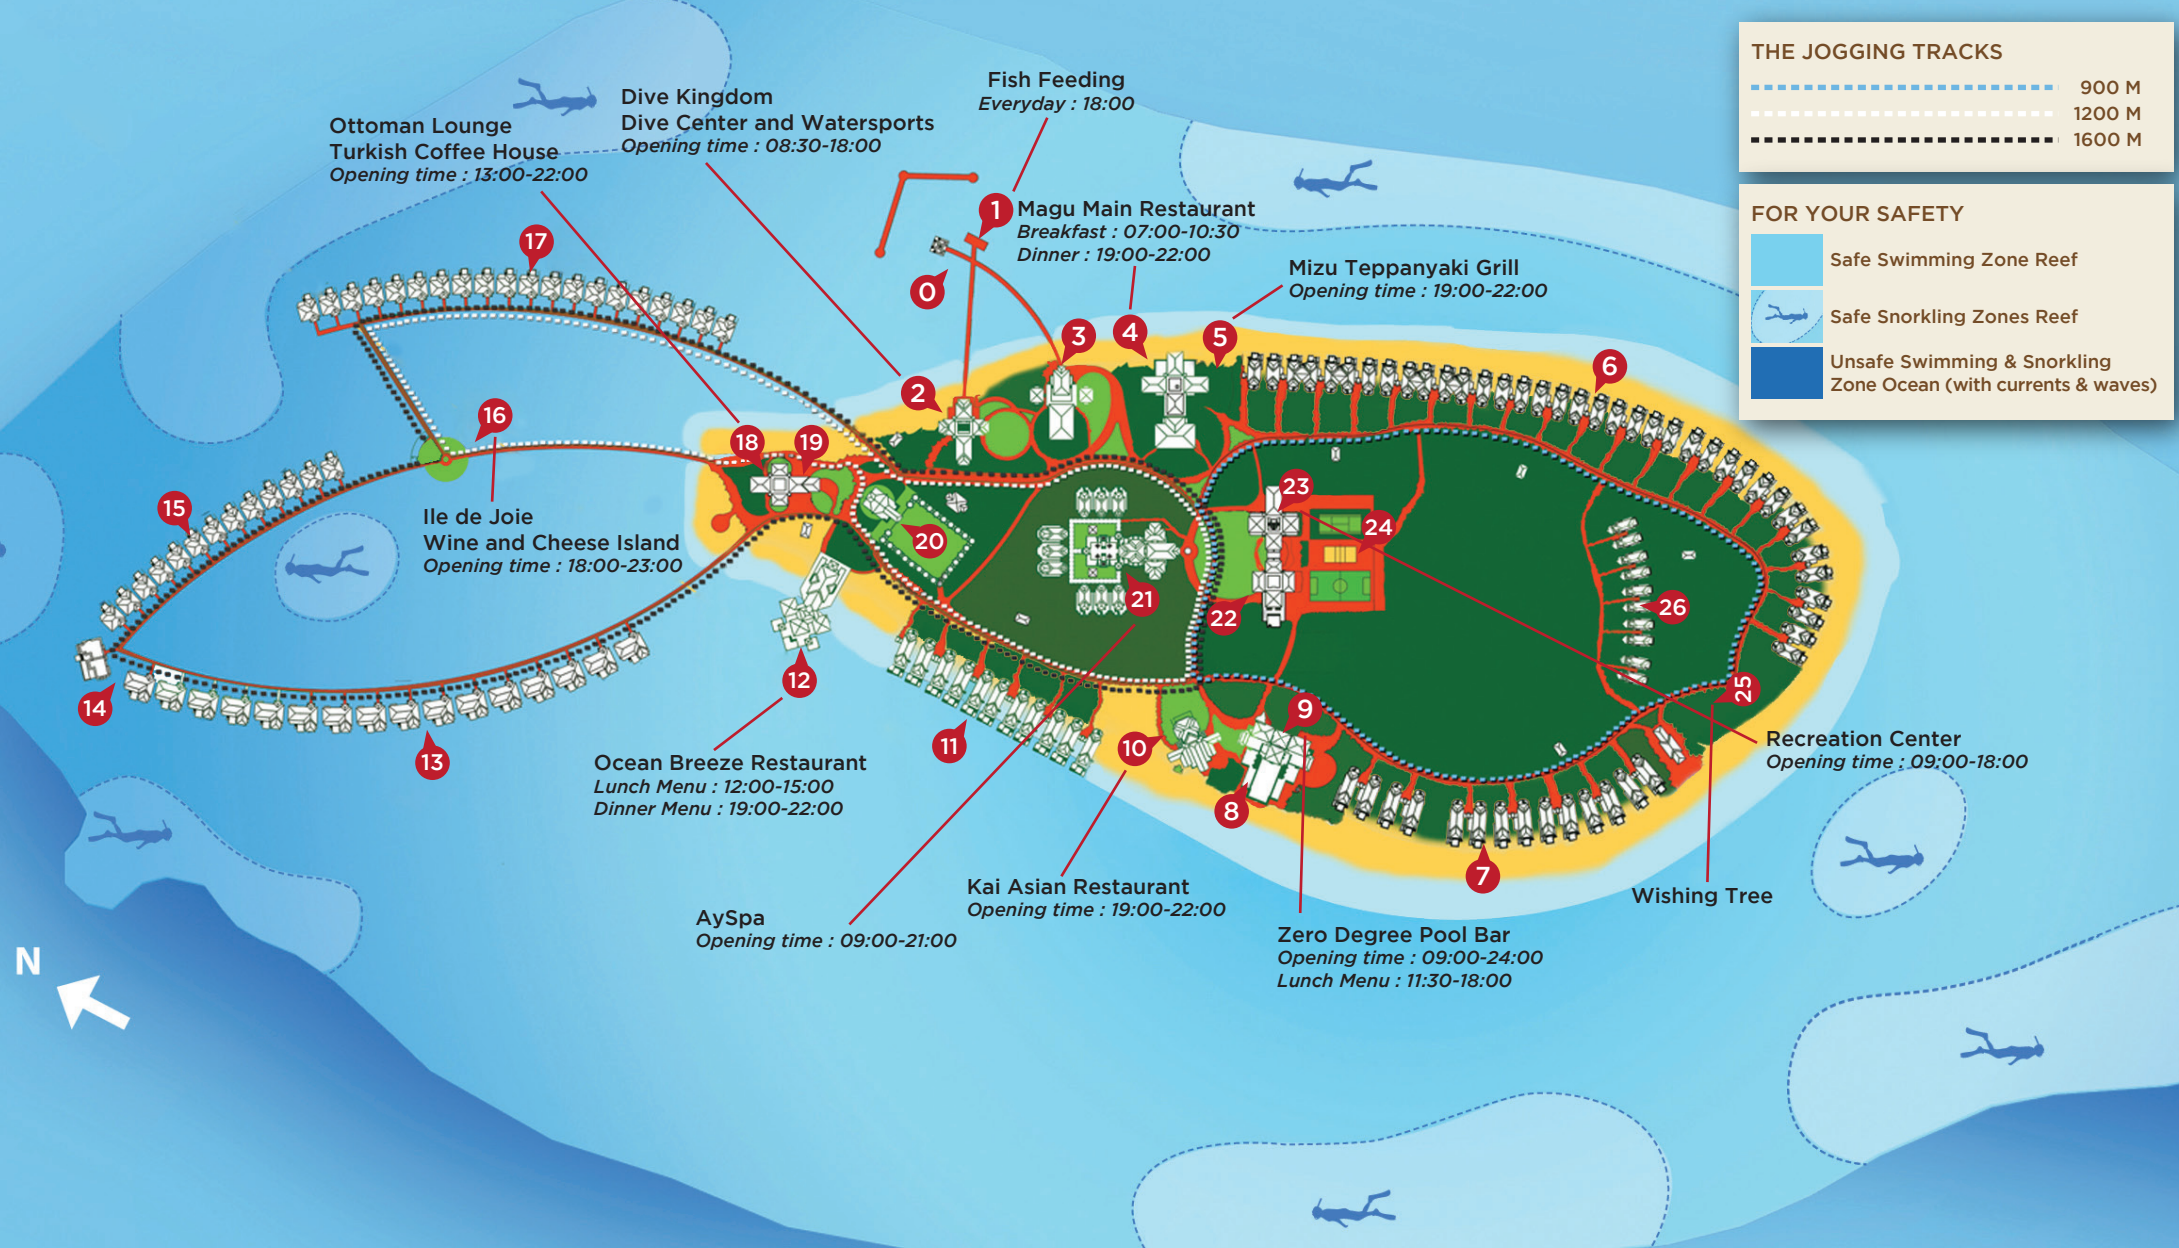 THE JOGGING TRACKS
900 M
1200 M
1600 M
FOR YOUR SAFETY
Safe Swimming Zone Reef
Safe Snorkling Zones Reef
Unsafe Swimming & Snorkling
Zone Ocean (with currents & waves)
Fish Feeding
Everyday : 18:00
Dive Kingdom
Dive Center and Watersports
Opening time : 08:30-18:00
Ottoman Lounge
Turkish Coffee House
Opening time : 13:00-22:00
Magu Main Restaurant
Breakfast : 07:00-10:30
Dinner : 19:00-22:00
Mizu Teppanyaki Grill
Opening time : 19:00-22:00
1
17
0
3
4
5
6
2
16
18
19
15
23
24
20
21
22
26
Ile de Joie
Wine and Cheese Island
Opening time : 18:00-23:00
12
14
13
11
10
9
25
8
7
Recreation Center
Opening time : 09:00-18:00
Ocean Breeze Restaurant
Lunch Menu : 12:00-15:00
Dinner Menu : 19:00-22:00
Kai Asian Restaurant
Opening time : 19:00-22:00
Wishing Tree
AySpa
Opening time : 09:00-21:00
Zero Degree Pool Bar
Opening time : 09:00-24:00
Lunch Menu : 11:30-18:00
N